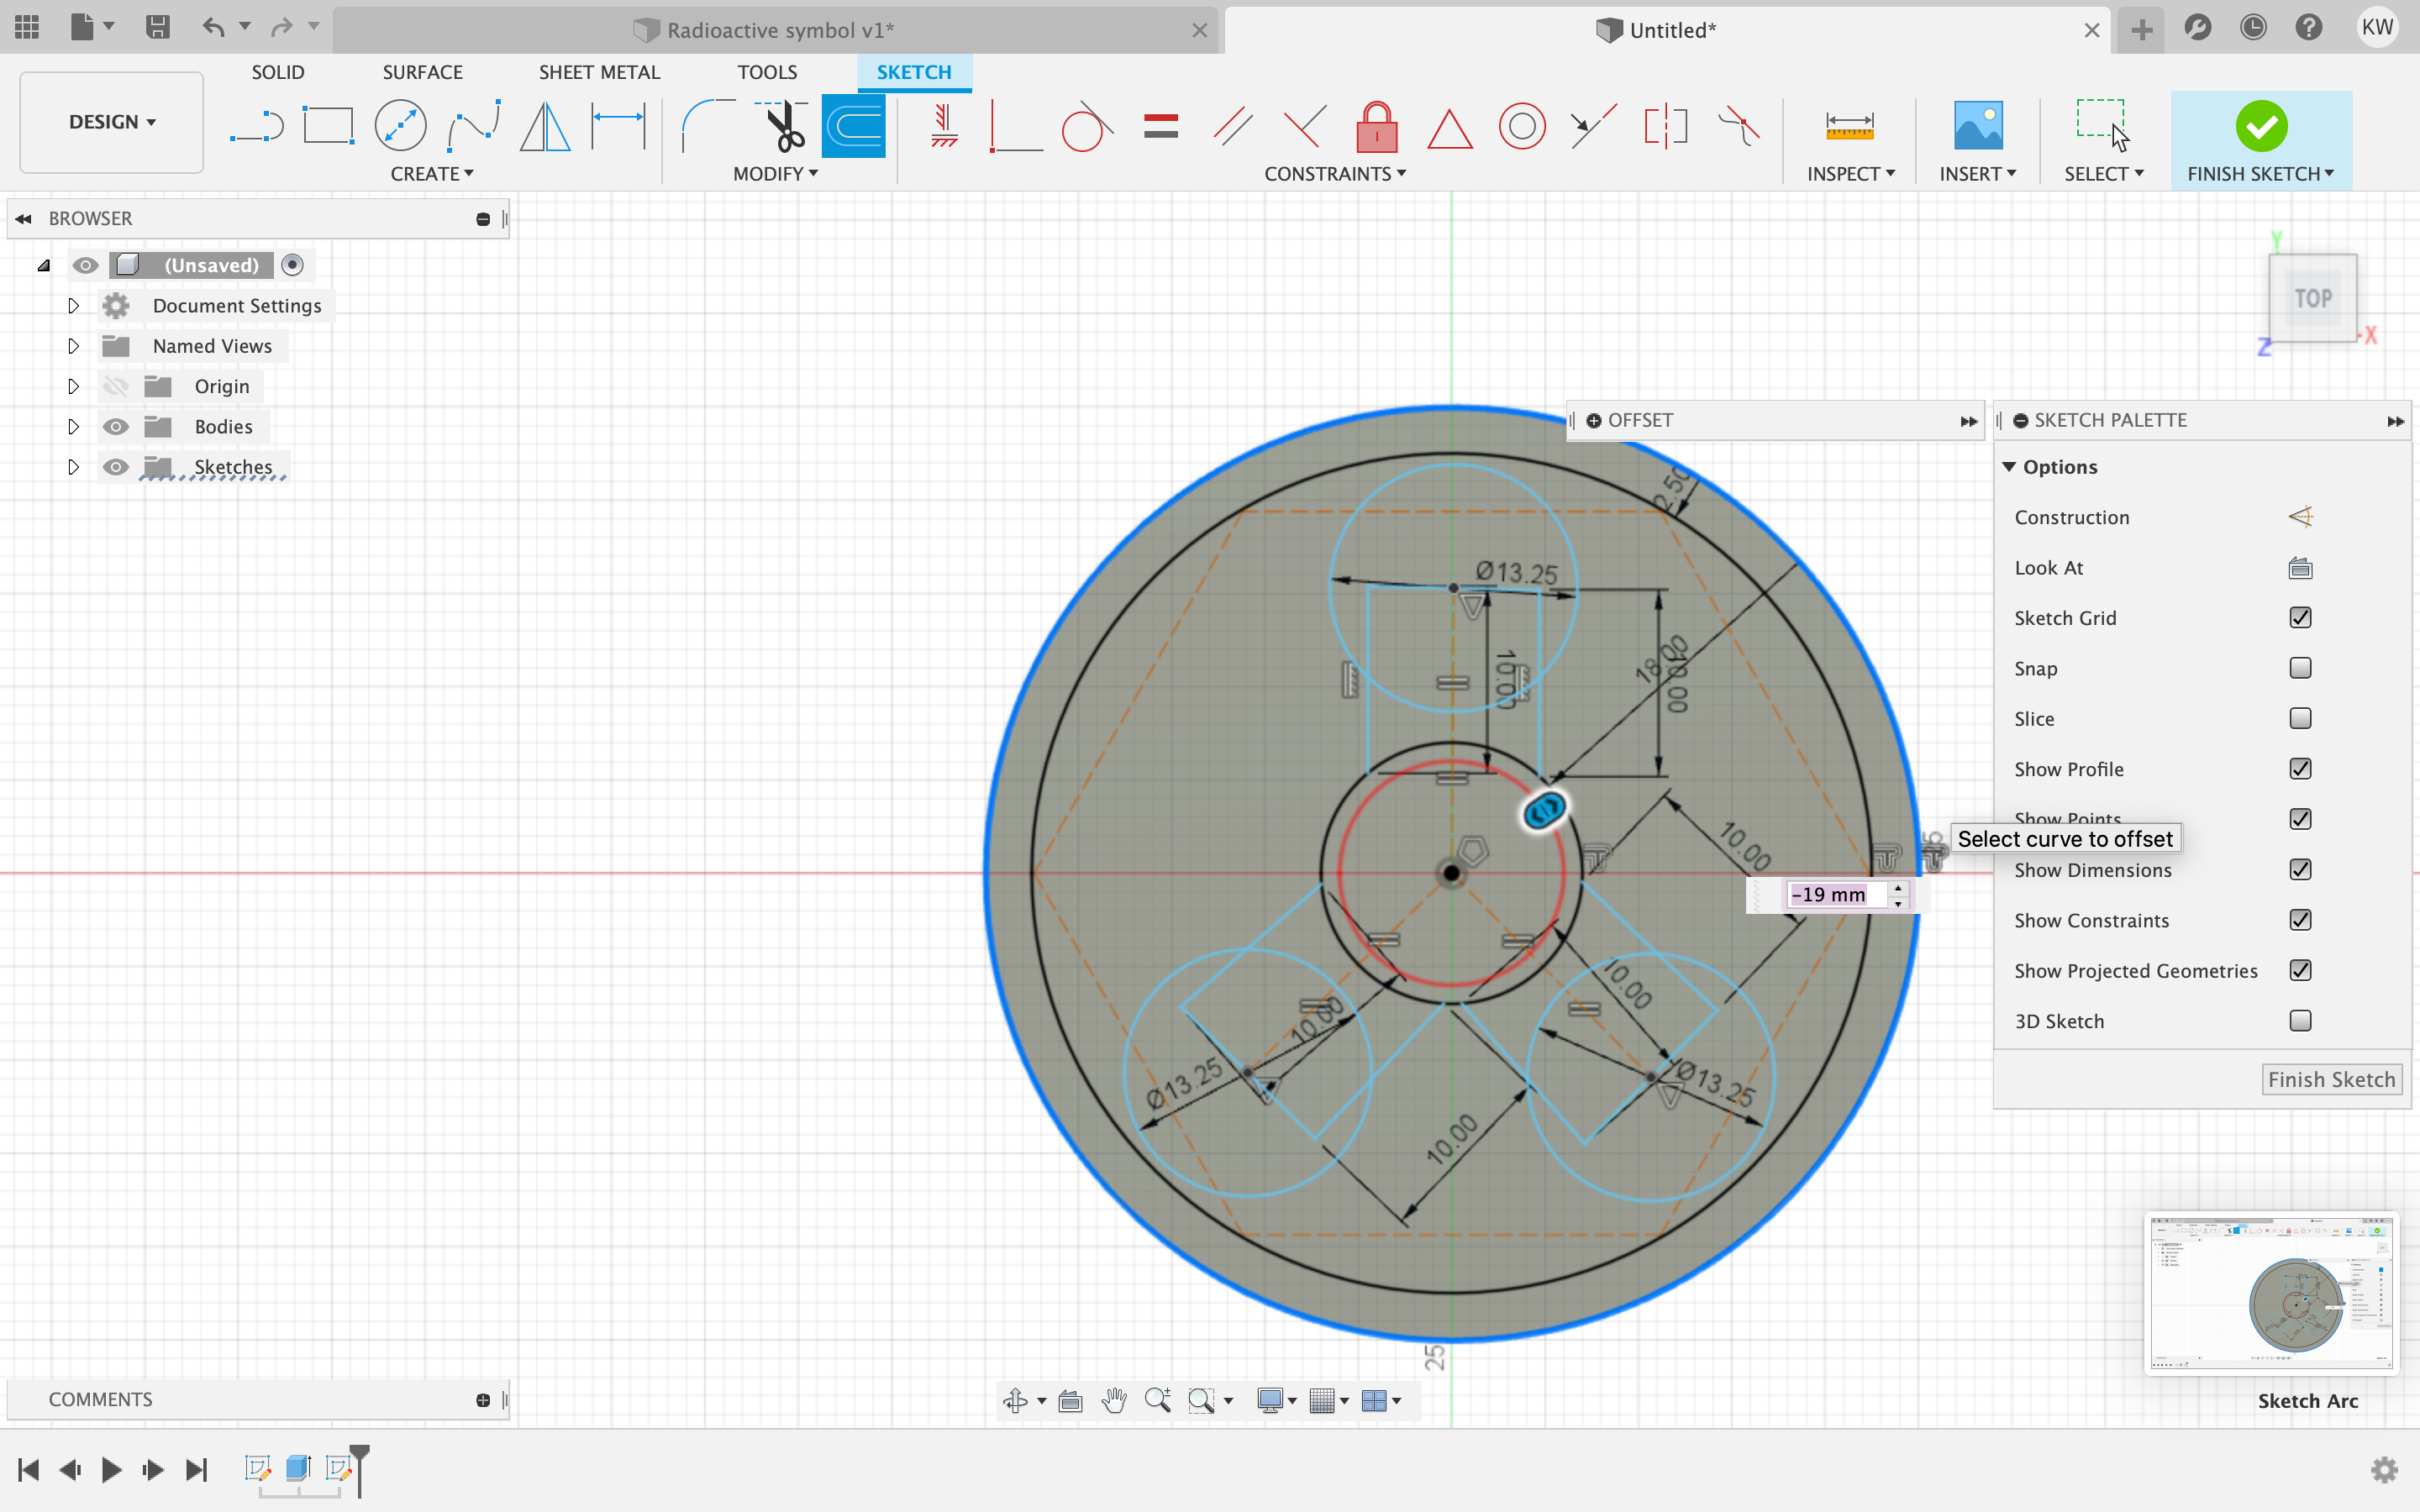 Radioactive symbol v1*
Untitled*
KW
SOLID
SURFACE
SHEET METAL
TOOLS
SKETCH
DESIGN
CREATE
MODIFY
CONSTRAINTS
INSPECT
INSERT
SELECT
FINISH SKETCH
BROWSER
(Unsaved)
Document Settings
Named Views
Origin
Bodies
Sketches
Y
TOP
X
Z
OFFSET
SKETCH PALETTE
Options
Construction
Look At
Sketch Grid
Snap
Slice
Show Profile
Show Points
Select curve to offset
Show Dimensions
Show Constraints
Show Projected Geometries
3D Sketch
Finish Sketch
2.50
Ø13.25
10.00
18.00
10.00
10.00
-19 mm
10.00
10.00
Ø13.25
Ø13.25
10.00
25
COMMENTS
Sketch Arc